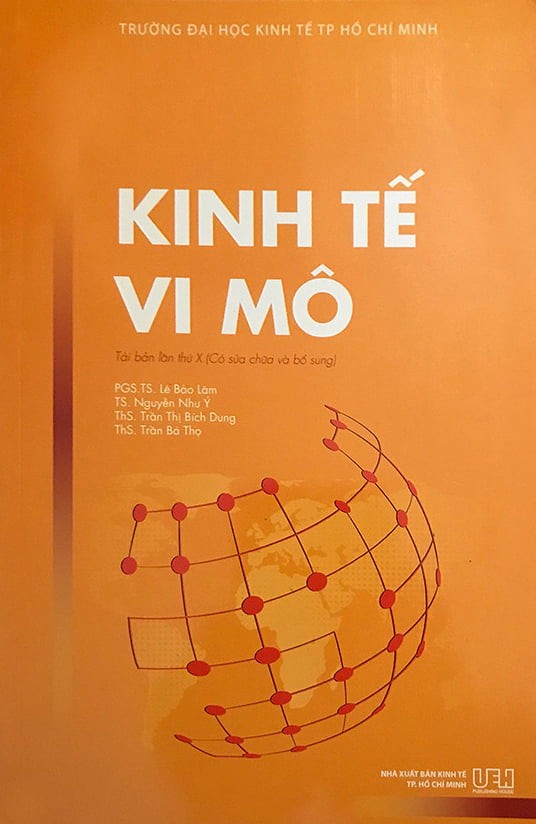 TRƯỜNG ĐẠI HỌC KINH TẾ TP HỒ CHÍ MINH
KINH TẾ
VI MÔ
Tái bản lần thứ X (Có sửa chữa và bổ sung)
PGS.TS. Lê Bảo Lâm
TS. Nguyễn Như Ý
ThS. Trần Thị Bích Dung
ThS. Trần Bá Thọ
NHÀ XUẤT BẢN KINH TẾ
TP. HỒ CHÍ MINH
UEH
PUBLISHING HOUSE